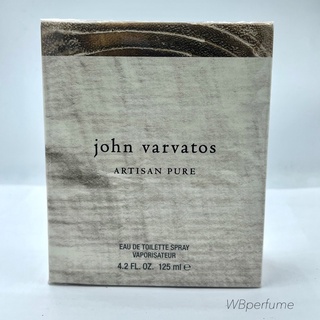 john varvatos
ARTISAN PURE
EAU DE TOILETTE SPRAY
VAPORISATEUR
4.2 FL. OZ. 125 ml ℮
WBperfume